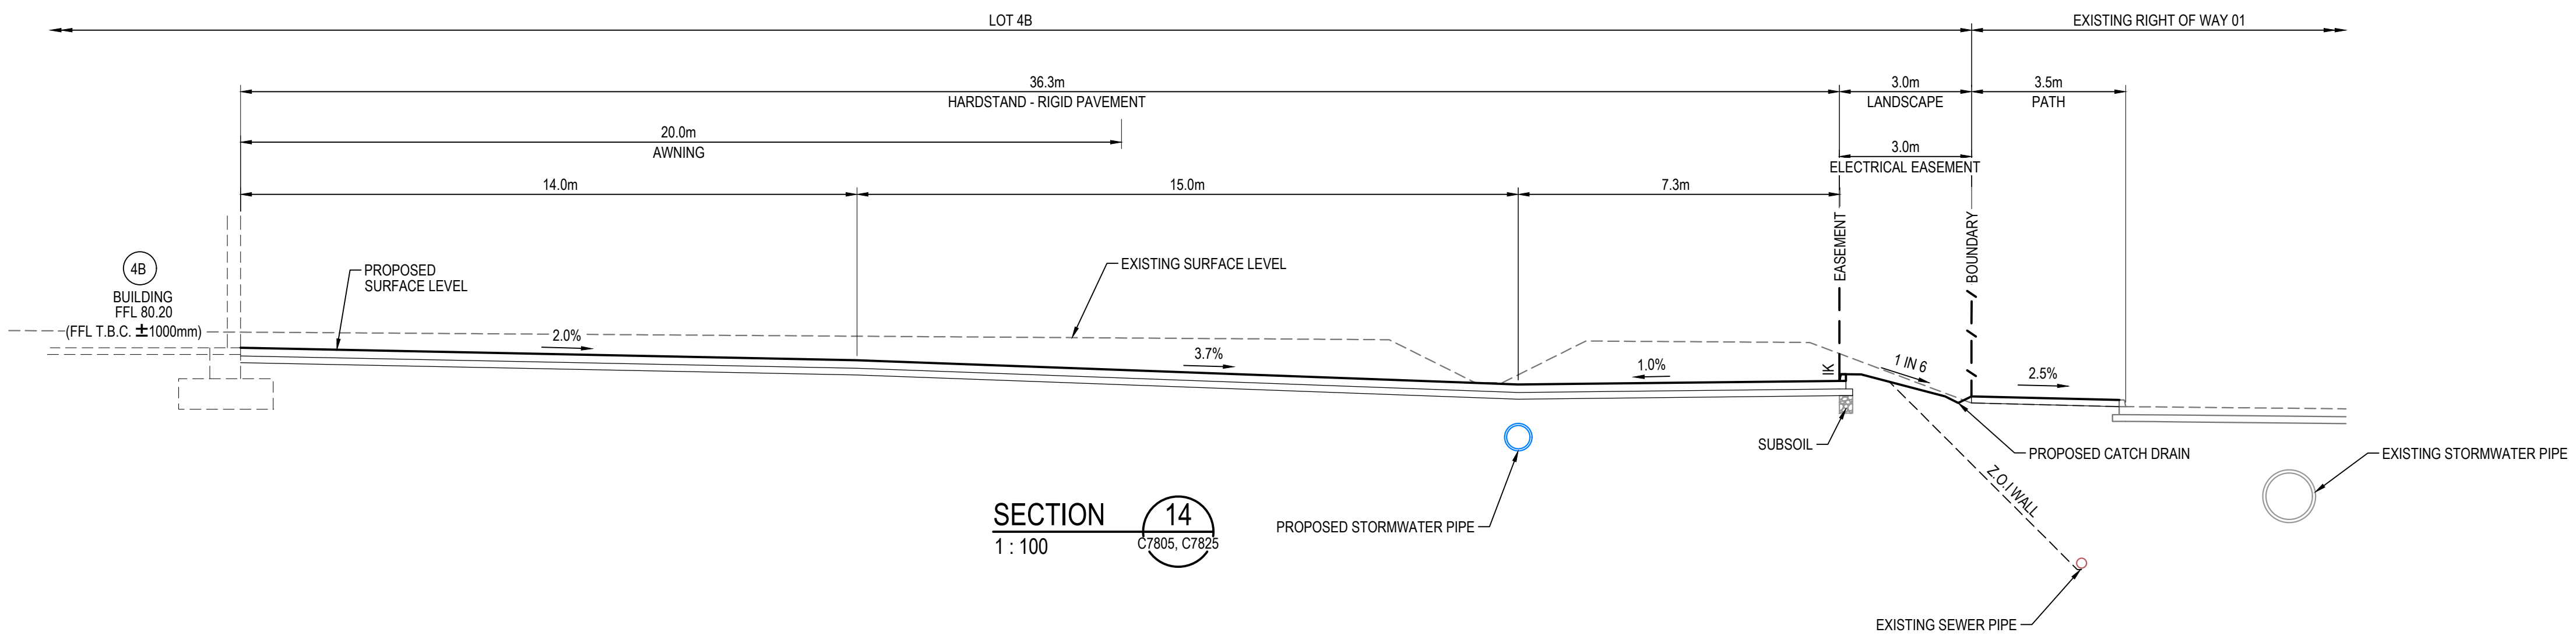 LOT 4B
EXISTING RIGHT OF WAY 01
36.3m
HARDSTAND - RIGID PAVEMENT
3.0m
LANDSCAPE
3.5m
PATH
20.0m
AWNING
3.0m
ELECTRICAL EASEMENT
14.0m
15.0m
7.3m
EASEMENT
BOUNDARY
4B
BUILDING
FFL 80.20
(FFL T.B.C. ±1000mm)
PROPOSED
SURFACE LEVEL
EXISTING SURFACE LEVEL
2.0%
3.7%
1.0%
IK
1 IN 6
2.5%
SUBSOIL
PROPOSED CATCH DRAIN
EXISTING STORMWATER PIPE
Z.O.I WALL
SECTION
1 : 100
14
C7805, C7825
PROPOSED STORMWATER PIPE
EXISTING SEWER PIPE